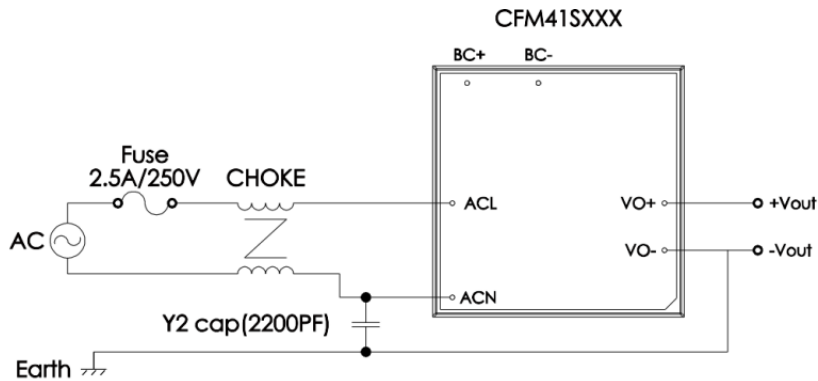 CFM41SXXX
BC+ BC-
Fuse
2.5A/250V CHOKE
ACL VO+ +Vout
AC
VO- -Vout
ACN
Y2 cap(2200PF)
Earth